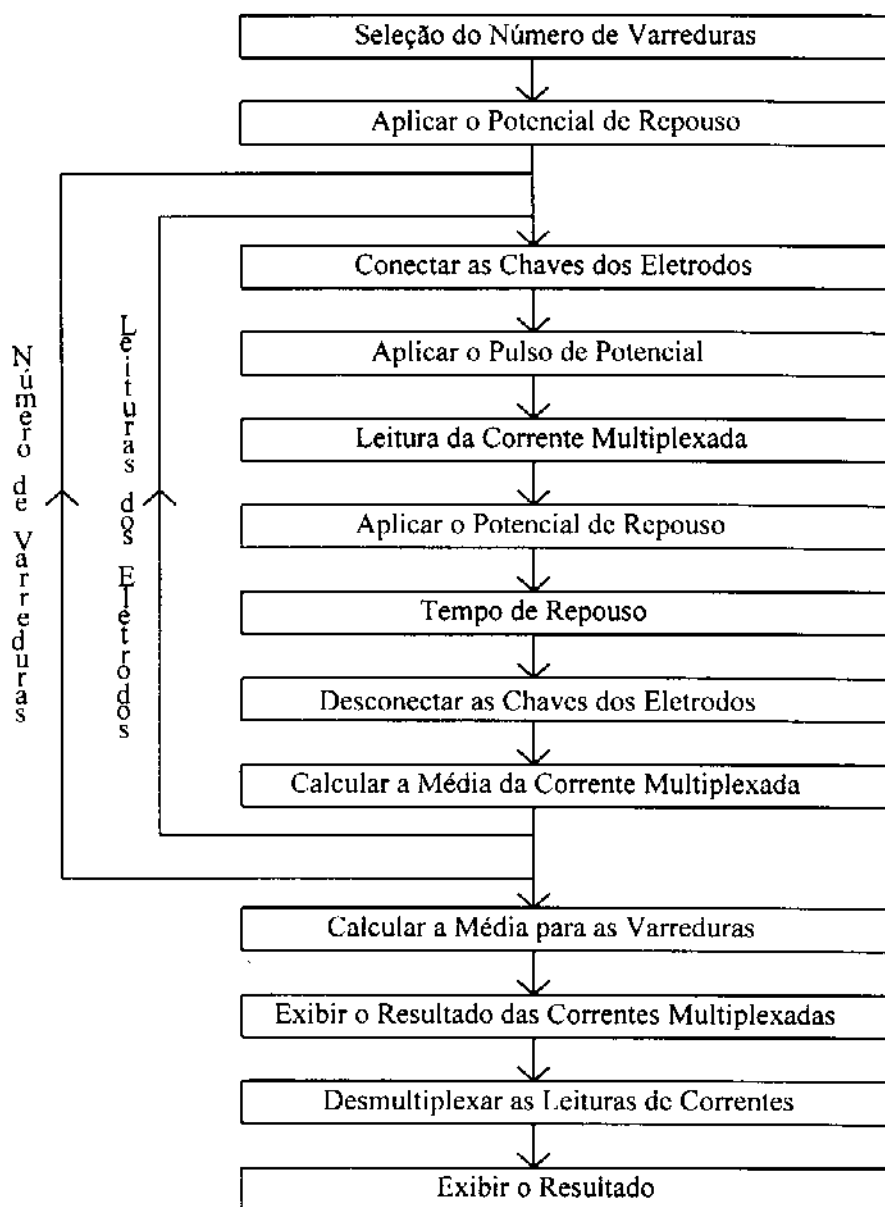 Seleção do Número de Varreduras
Aplicar o Potencial de Repouso
Conectar as Chaves dos Eletrodos
Aplicar o Pulso de Potencial
Leitura da Corrente Multiplexada
Aplicar o Potencial de Repouso
Tempo de Repouso
Desconectar as Chaves dos Eletrodos
Calcular a Média da Corrente Multiplexada
Número de Varreduras
Leituras dos Eletrodos
Calcular a Média para as Varreduras
Exibir o Resultado das Correntes Multiplexadas
Desmultiplexar as Leituras de Correntes
Exibir o Resultado